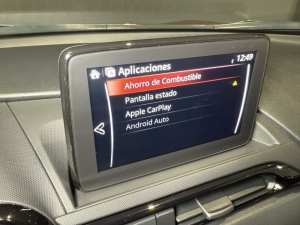 12:49
Aplicaciones
Ahorro de Combustible
Pantalla estado
Apple CarPlay
Android Auto